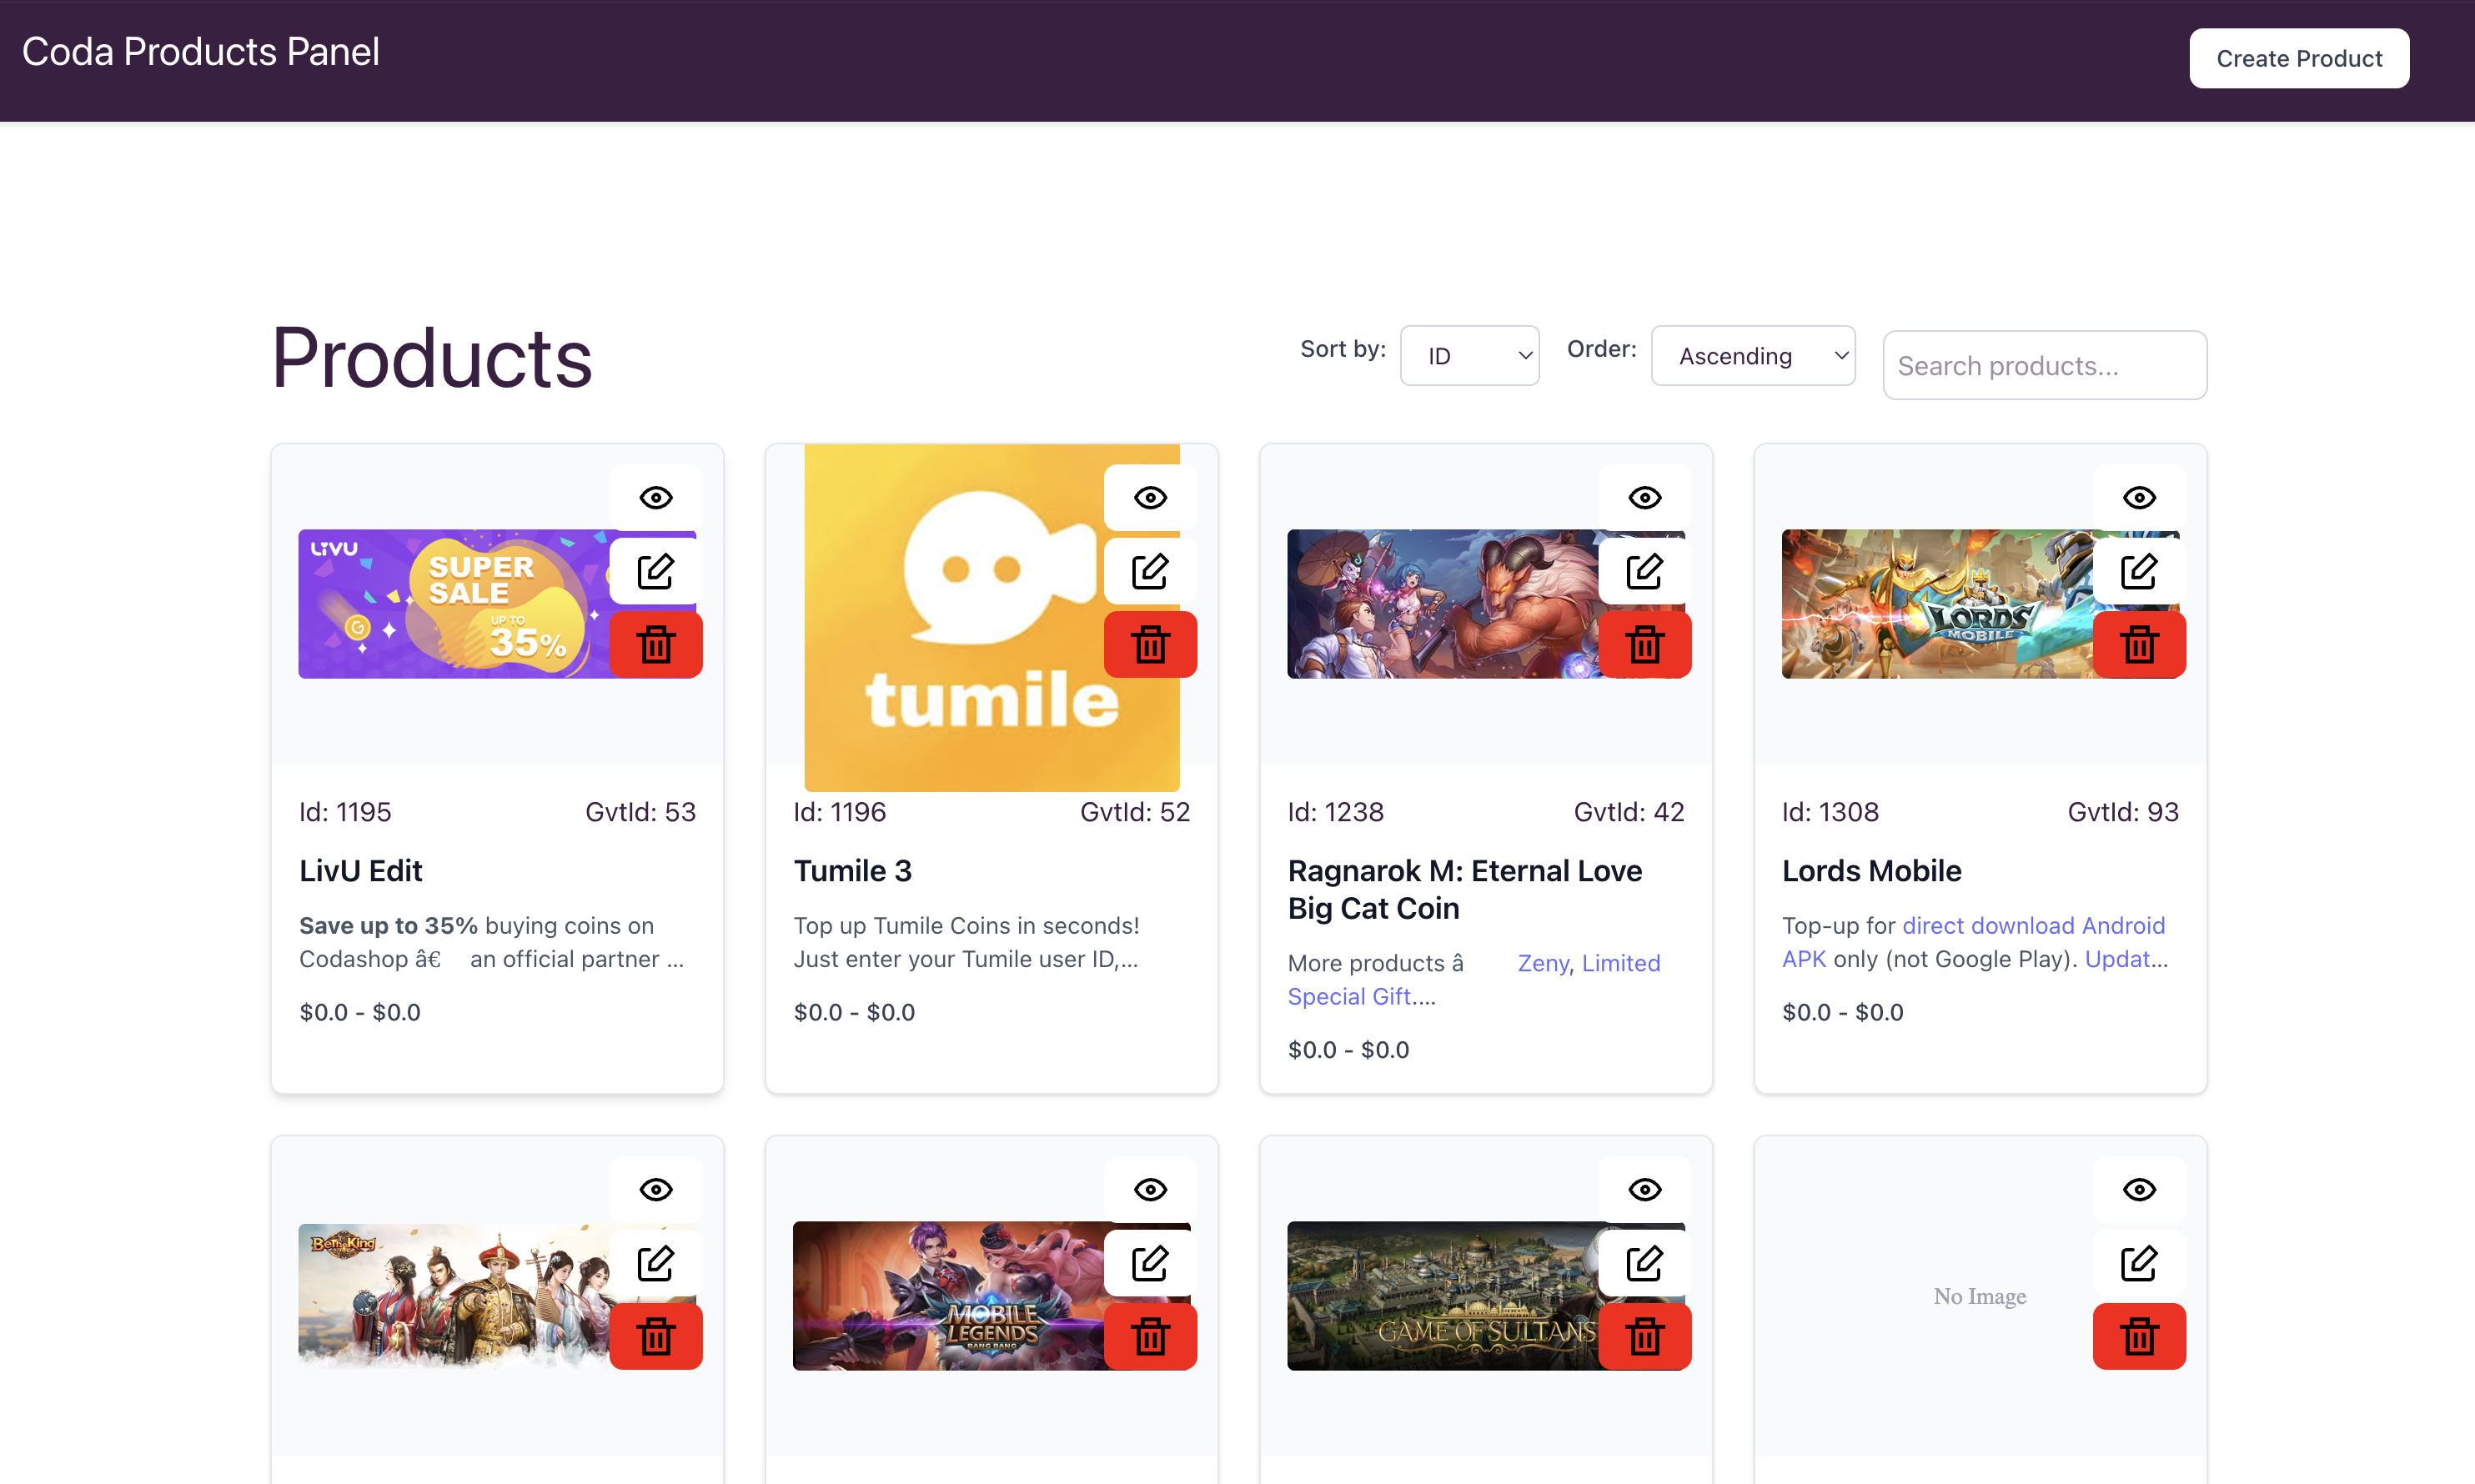 Coda Products Panel
Create Product
Products
Sort by:
ID
Order:
Ascending
Search products...
LivU
SUPER
SALE
UP TO
35%
tumile
LORDS
MOBILE
Id: 1195
GvtId: 53
LivU Edit
Save up to 35% buying coins on
Codashop â€ an official partner ...
$0.0 - $0.0
Id: 1196
GvtId: 52
Tumile 3
Top up Tumile Coins in seconds!
Just enter your Tumile user ID,...
$0.0 - $0.0
Id: 1238
GvtId: 42
Ragnarok M: Eternal Love
Big Cat Coin
More products â Zeny, Limited
Special Gift....
$0.0 - $0.0
Id: 1308
GvtId: 93
Lords Mobile
Top-up for direct download Android
APK only (not Google Play). Updat...
$0.0 - $0.0
Be The King
MOBILE
LEGENDS
BANG BANG
GAME OF SULTANS
No Image